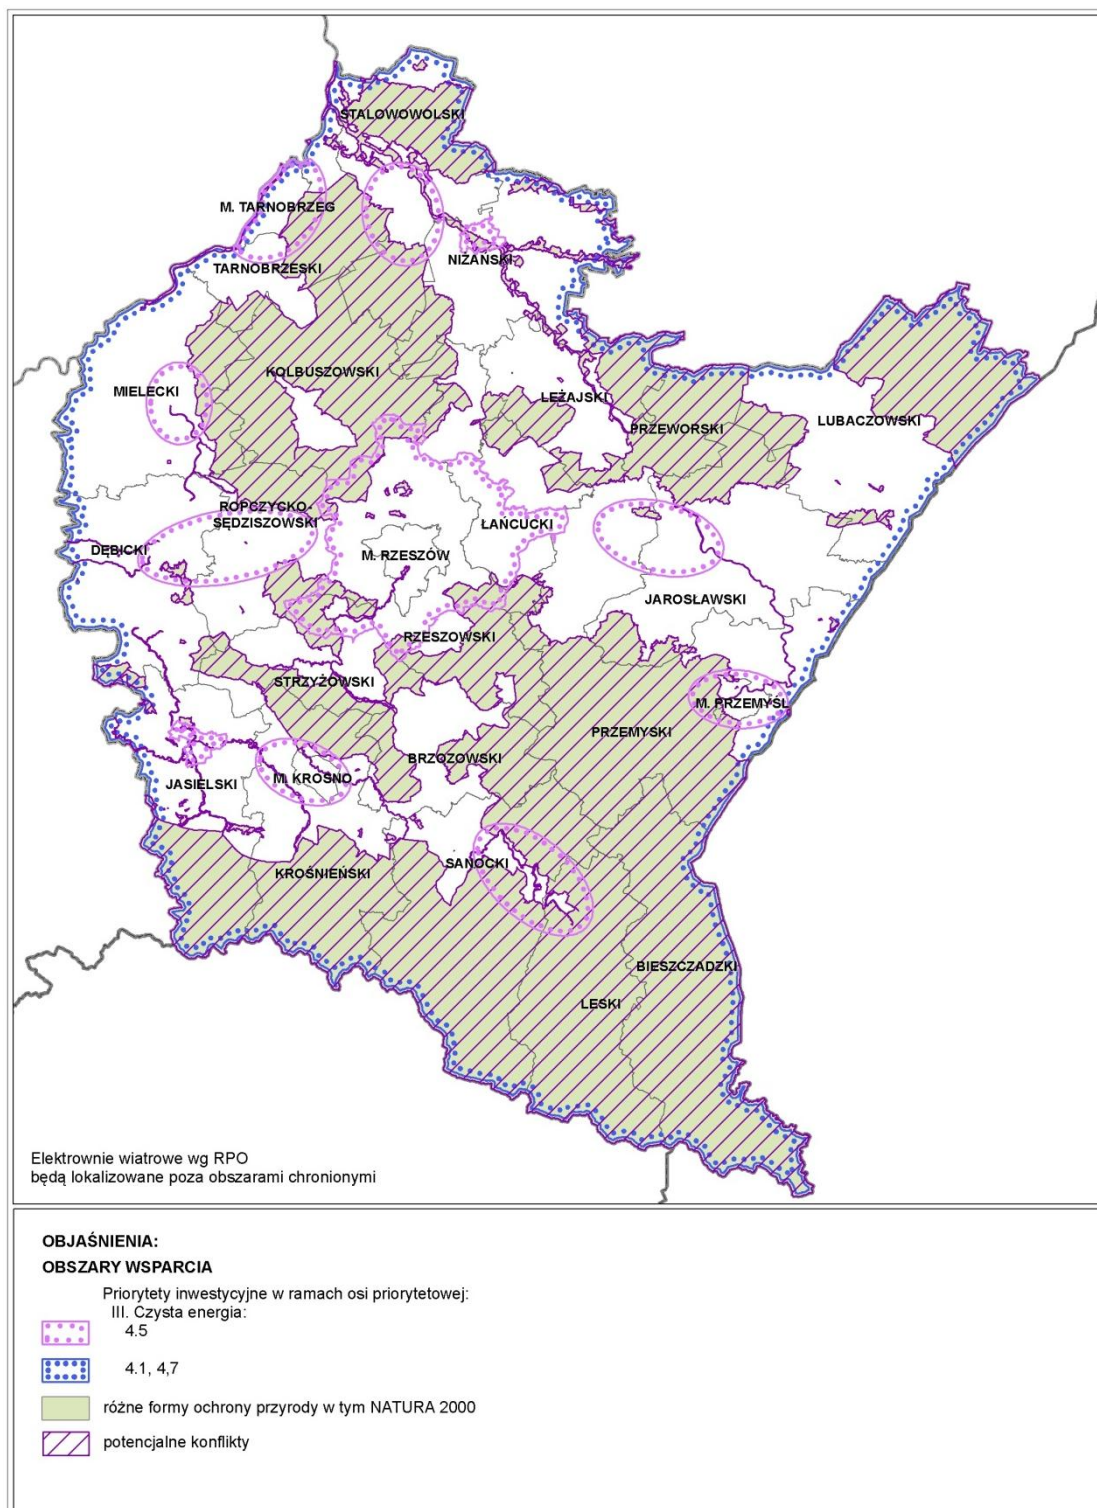 STALOWOWOLSKI
M. TARNOBRZEG
NIŻAŃSKI
TARNOBRZESKI
KOLBUSZOWSKI
MIELECKI
LEŻAJSKI
LUBACZOWSKI
PRZEWORSKI
ROPCZYCKO-
SĘDZISZOWSKI
ŁAŃCUCKI
DĘBICKI
M. RZESZÓW
JAROSŁAWSKI
RZESZOWSKI
STRZYŻOWSKI
M. PRZEMYŚL
PRZEMYSKI
BRZOZOWSKI
M. KROSNO
JASIELSKI
SANOCKI
KROŚNIEŃSKI
BIESZCZADZKI
LESKI
Elektrownie wiatrowe wg RPO
będą lokalizowane poza obszarami chronionymi
OBJAŚNIENIA:
OBSZARY WSPARCIA
Priorytety inwestycyjne w ramach osi priorytetowej:
III. Czysta energia:
4.5
4.1, 4,7
różne formy ochrony przyrody w tym NATURA 2000
potencjalne konflikty